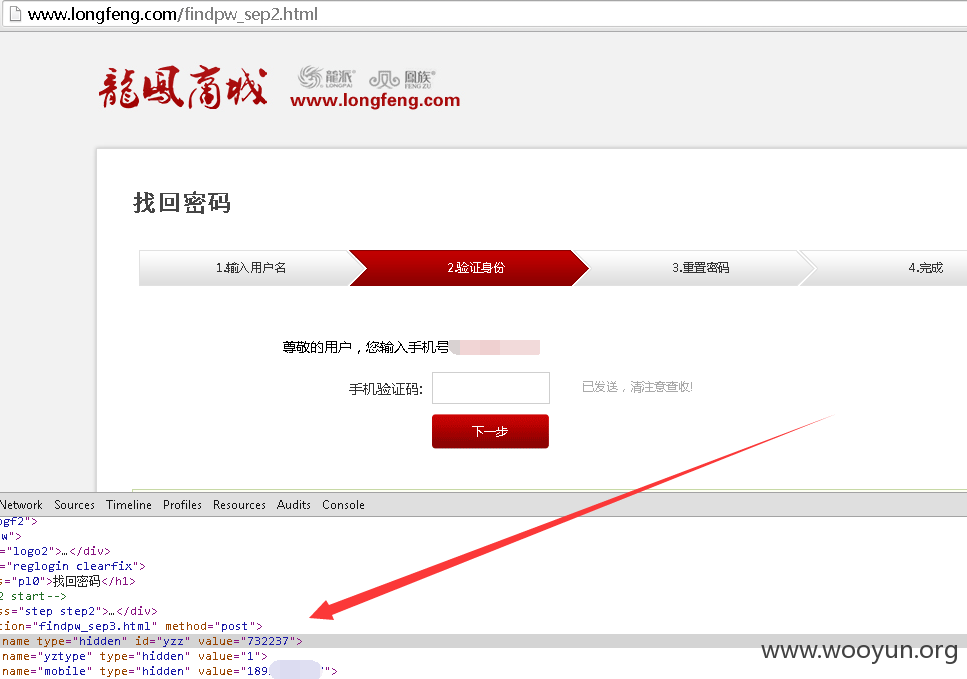 www.longfeng.com/findpw_sep2.html
龍鳳商城
龍派® 鳳族®
LONGPAI FENG ZU
www.longfeng.com
找回密码
1.输入用户名 2.验证身份 3.重置密码 4.完成
尊敬的用户，您输入手机号
手机验证码: 已发送，清注意查收!
下一步
Network Sources Timeline Profiles Resources Audits Console
ogf2">
w">
="logo2">…</div>
="reglogin clearfix">
s="pl0">找回密码</h1>
2 start-->
ss="step step2">…</div>
tion="findpw_sep3.html" method="post">
name type="hidden" id="yzz" value="732237">
name="yztype" type="hidden" value="1">
name="mobile" type="hidden" value="189 ">
www.wooyun.org